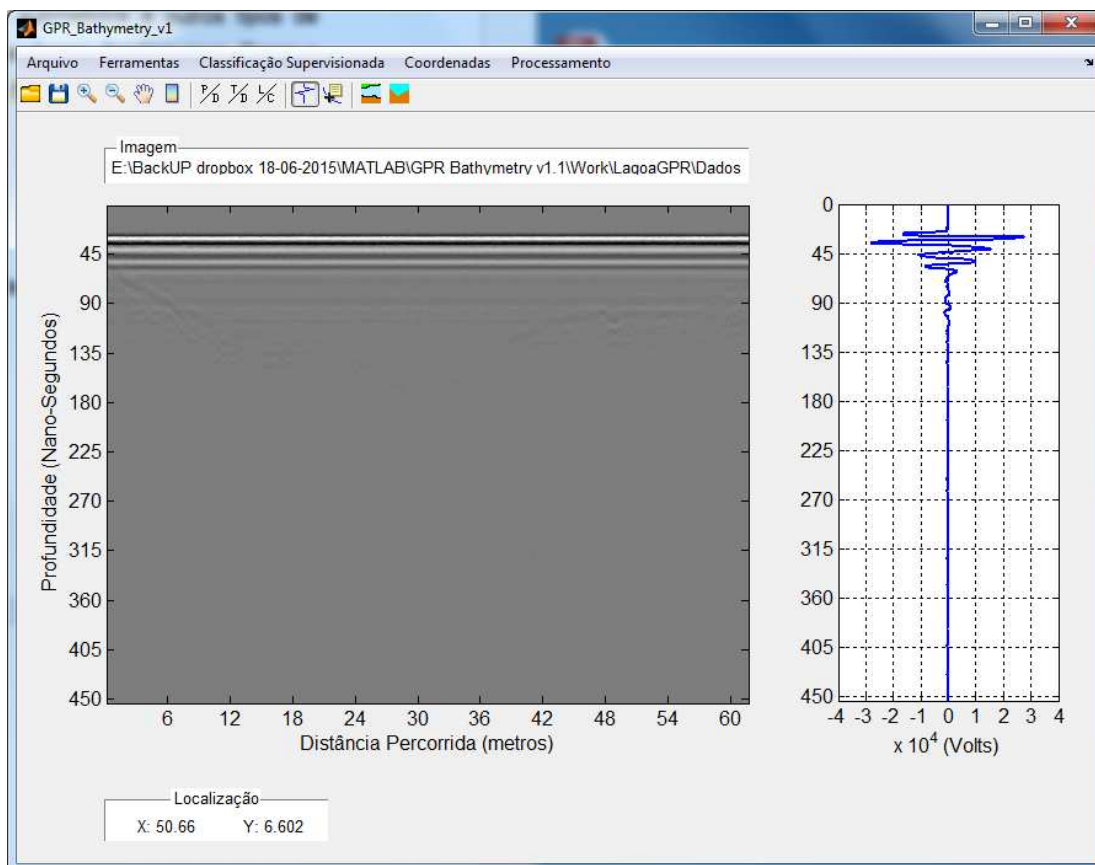 outros tipos de
GPR_Bathymetry_v1
Arquivo Ferramentas Classificação Supervisionada Coordenadas Processamento
P/D T/D L/C
Imagem
E:\BackUP dropbox 18-06-2015\MATLAB\GPR Bathymetry v1.1\Work\LagoaGPR\Dados
45
90
135
180
225
270
315
360
405
450
Profundidade (Nano-Segundos)
6 12 18 24 30 36 42 48 54 60
Distância Percorrida (metros)
0
45
90
135
180
225
270
315
360
405
450
-4 -3 -2 -1 0 1 2 3 4
x 10^4 (Volts)
Localização
X: 50.66 Y: 6.602